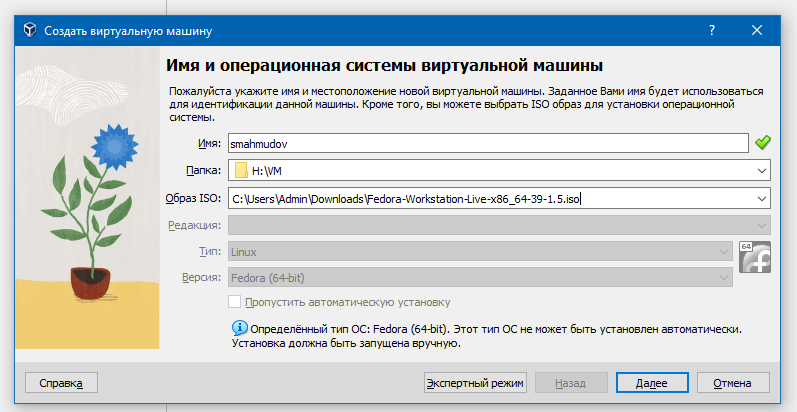 Создать виртуальную машину
?
Имя и операционная системы виртуальной машины
Пожалуйста укажите имя и местоположение новой виртуальной машины. Заданное Вами имя будет использоваться
для идентификации данной машины. Кроме того, вы можете выбрать ISO образ для установки операционной
системы.
Имя: smahmudov
Папка: H:\VM
Образ ISO: C:\Users\Admin\Downloads\Fedora-Workstation-Live-x86_64-39-1.5.iso
Редакция:
Тип: Linux 64
Версия: Fedora (64-bit)
Пропустить автоматическую установку
Определённый тип ОС: Fedora (64-bit). Этот тип ОС не может быть установлен автоматически.
Установка должна быть запущена вручную.
Справка Экспертный режим Назад Далее Отмена